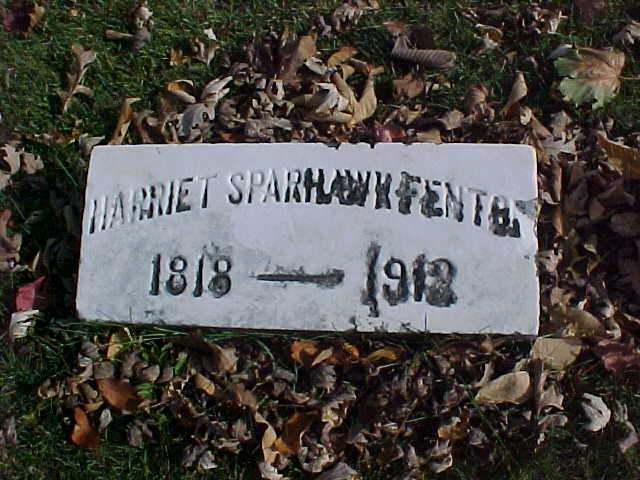 HARRIET SPARHAWK FENTON
1818 — 1913